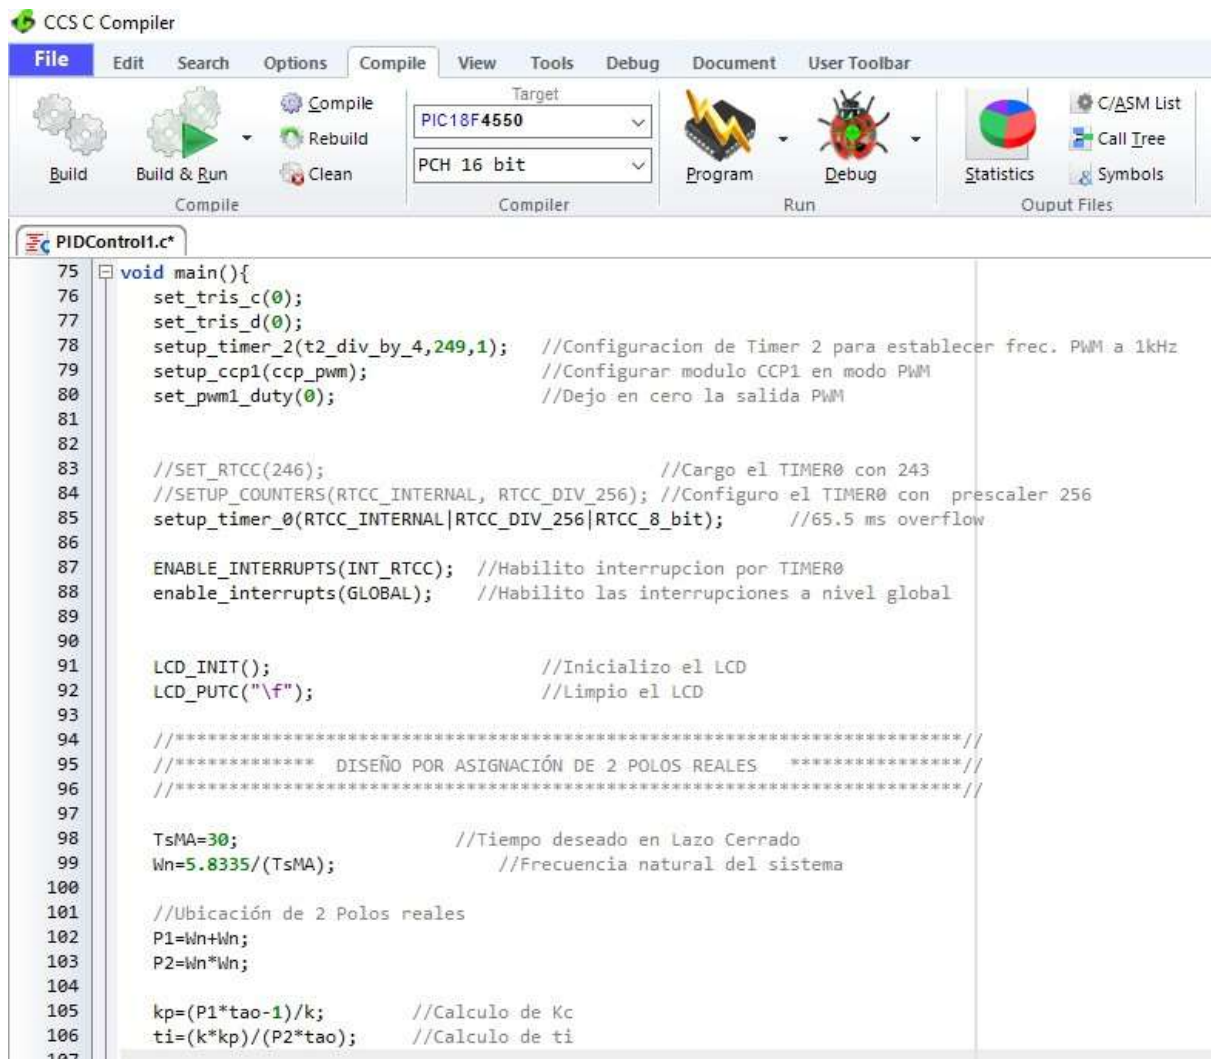 CCS C Compiler
File Edit Search Options Compile View Tools Debug Document User Toolbar
Build
Build & Run
Compile
Rebuild
Clean
Compile
Target
PIC18F4550
PCH 16 bit
Compiler
Program
Debug
Run
Statistics
C/ASM List
Call Tree
Symbols
Ouput Files
PIDControl1.c*
75 void main(){
76 set_tris_c(0);
77 set_tris_d(0);
78 setup_timer_2(t2_div_by_4,249,1); //Configuracion de Timer 2 para establecer frec. PWM a 1kHz
79 setup_ccp1(ccp_pwm); //Configurar modulo CCP1 en modo PWM
80 set_pwm1_duty(0); //Dejo en cero la salida PWM
81
82
83 //SET_RTCC(246); //Cargo el TIMER0 con 243
84 //SETUP_COUNTERS(RTCC_INTERNAL, RTCC_DIV_256); //Configuro el TIMER0 con prescaler 256
85 setup_timer_0(RTCC_INTERNAL|RTCC_DIV_256|RTCC_8_bit); //65.5 ms overflow
86
87 ENABLE_INTERRUPTS(INT_RTCC); //Habilito interrupcion por TIMER0
88 enable_interrupts(GLOBAL); //Habilito las interrupciones a nivel global
89
90
91 LCD_INIT(); //Inicializo el LCD
92 LCD_PUTC("\f"); //Limpio el LCD
93
94 //*************************************************************************//
95 //************* DISEÑO POR ASIGNACIÓN DE 2 POLOS REALES ****************//
96 //*************************************************************************//
97
98 TsMA=30; //Tiempo deseado en Lazo Cerrado
99 Wn=5.8335/(TsMA); //Frecuencia natural del sistema
100
101 //Ubicación de 2 Polos reales
102 P1=Wn+Wn;
103 P2=Wn*Wn;
104
105 kp=(P1*tao-1)/k; //Calculo de Kc
106 ti=(k*kp)/(P2*tao); //Calculo de ti
107